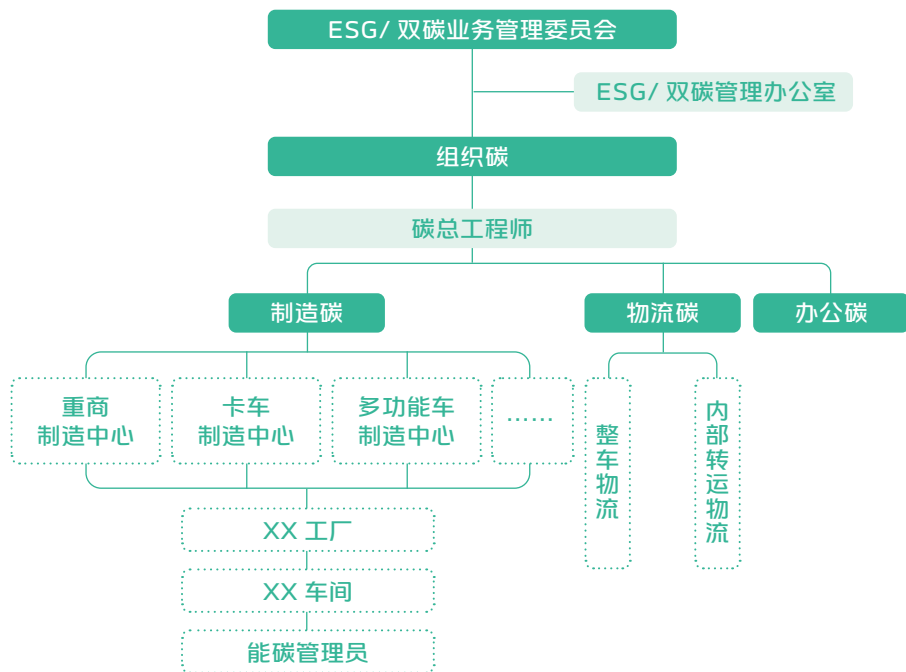 ESG/ 双碳业务管理委员会
ESG/ 双碳管理办公室
组织碳
碳总工程师
制造碳
物流碳
办公碳
重商
制造中心
卡车
制造中心
多功能车
制造中心
······
整车物流
内部转运物流
XX 工厂
XX 车间
能碳管理员